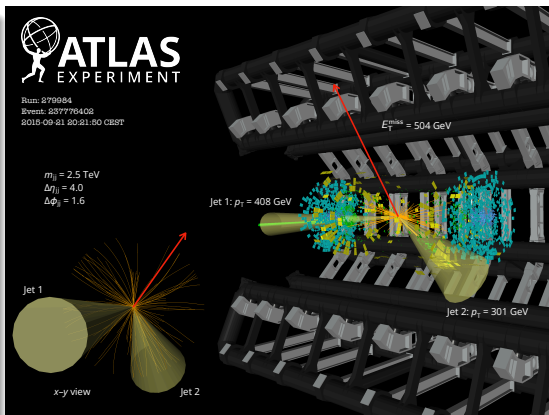 ATLAS
EXPERIMENT
Run: 279984
Event: 237776402
2015-09-21 20:21:50 CEST
m_jj = 2.5 TeV
Δη_jj = 4.0
Δϕ_jj = 1.6
E_T^miss = 504 GeV
Jet 1: p_T = 408 GeV
Jet 2: p_T = 301 GeV
Jet 1
Jet 2
x–y view